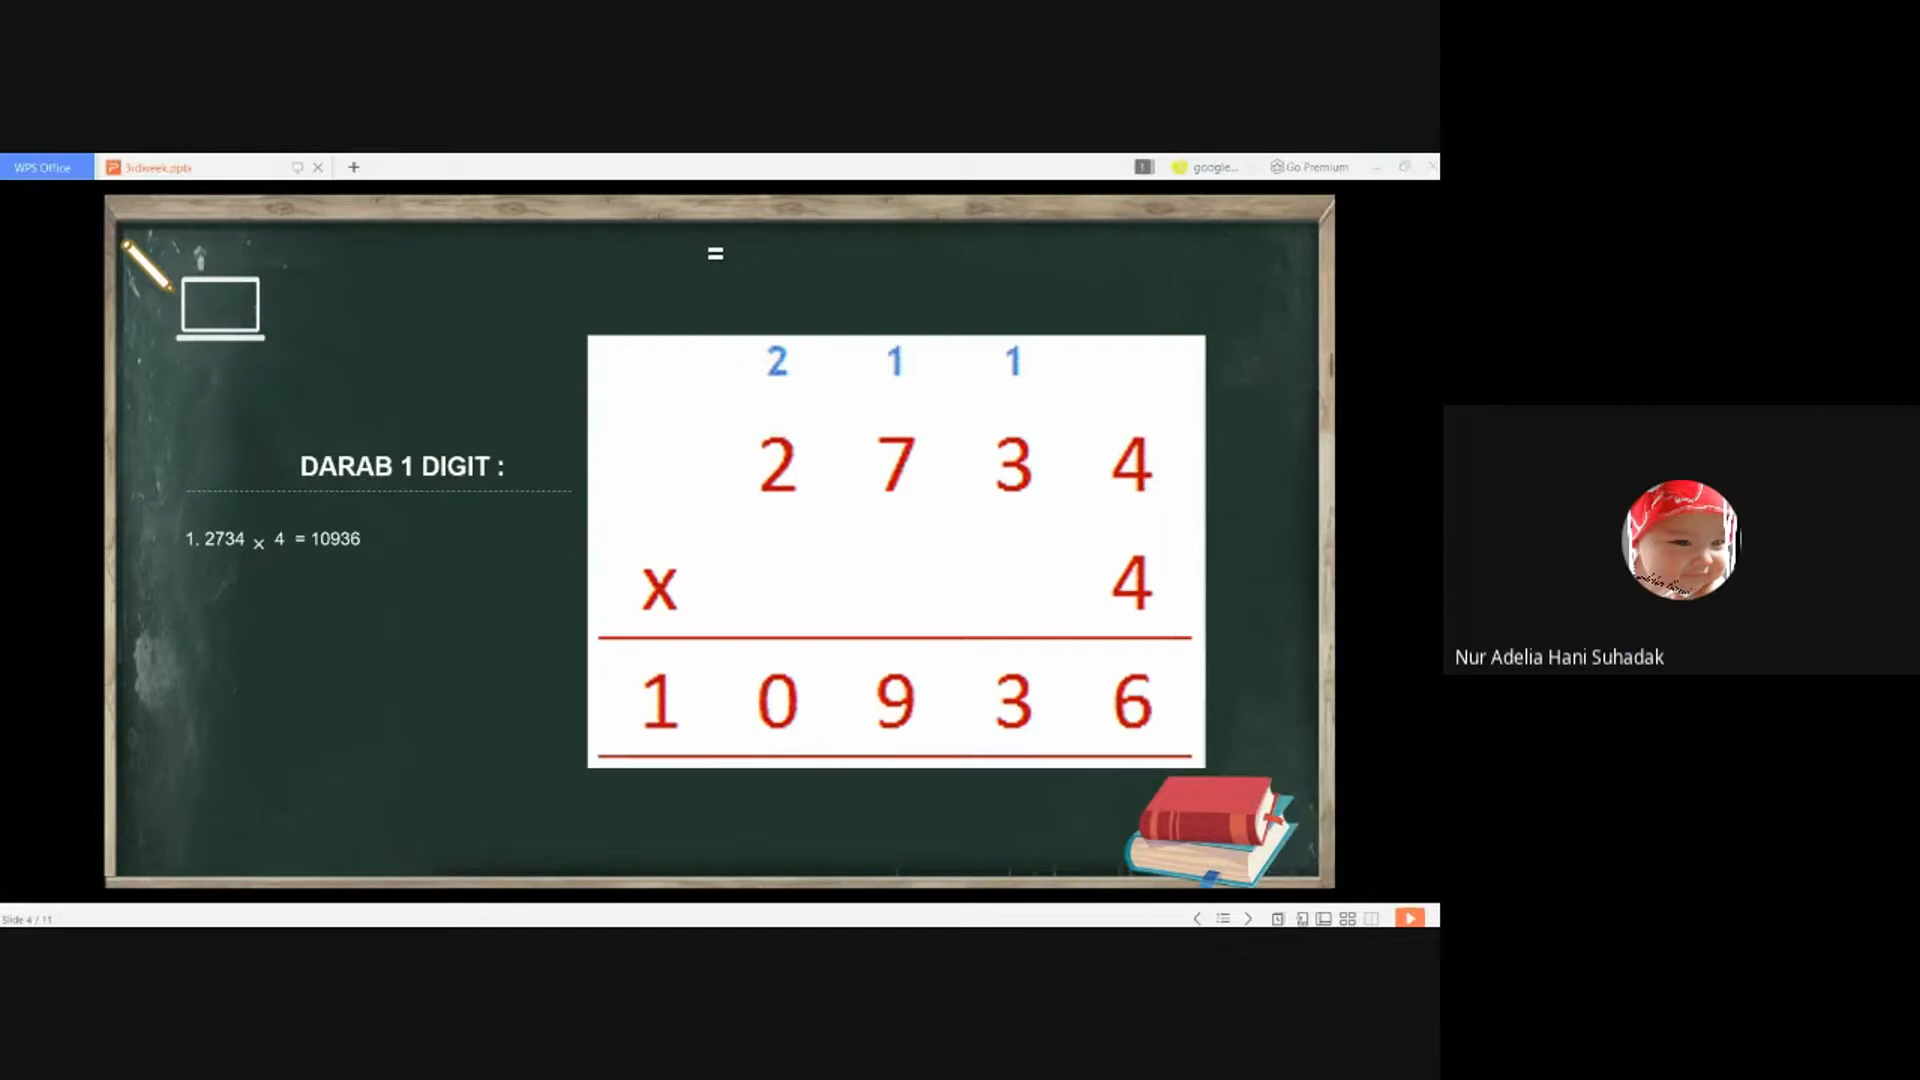 WPS Office
3rdweek.pptx
+
1
google...
Go Premium
=
2 1 1
2 7 3 4
x 4
1 0 9 3 6
DARAB 1 DIGIT :
1. 2734 × 4 = 10936
Nur Adelia Hani Suhadak
Slide 4 / 11